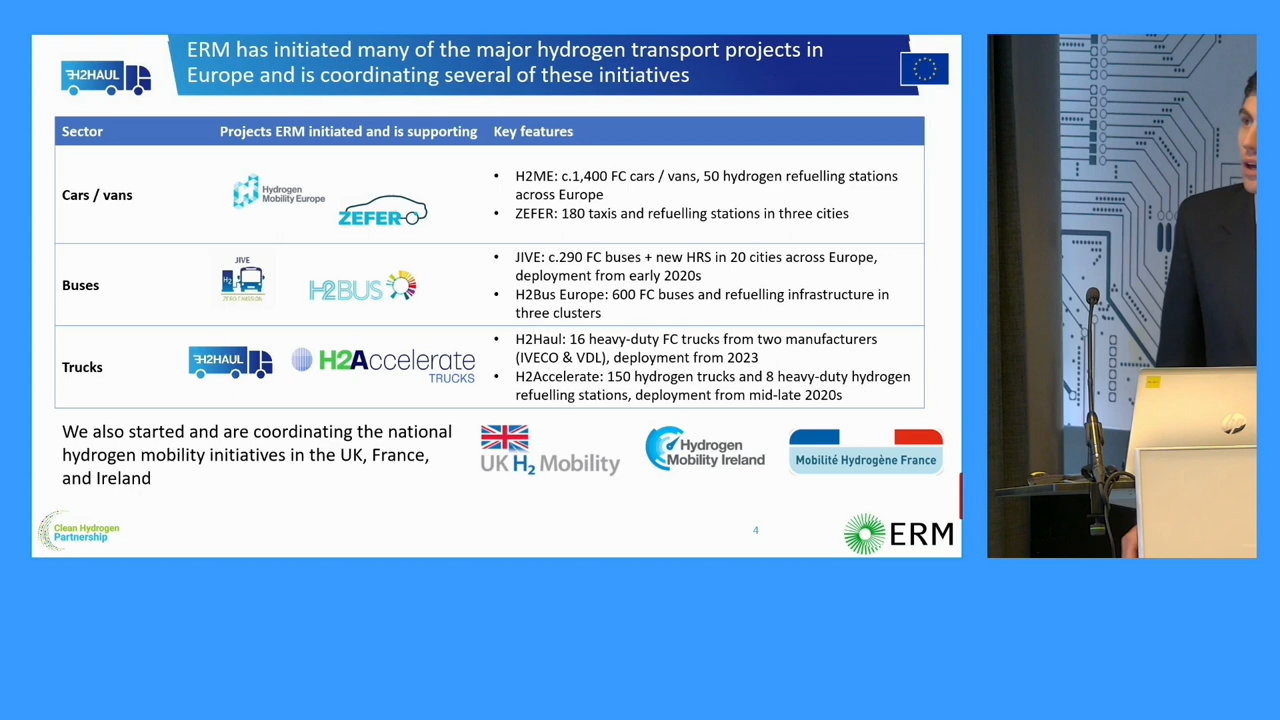 H2HAUL
ERM has initiated many of the major hydrogen transport projects in
Europe and is coordinating several of these initiatives
Sector
Projects ERM initiated and is supporting
Key features
Cars / vans
Hydrogen
Mobility Europe
ZEFER
• H2ME: c.1,400 FC cars / vans, 50 hydrogen refuelling stations
across Europe
• ZEFER: 180 taxis and refuelling stations in three cities
Buses
JIVE
H2
ZERO EMISSION
H2BUS
• JIVE: c.290 FC buses + new HRS in 20 cities across Europe,
deployment from early 2020s
• H2Bus Europe: 600 FC buses and refuelling infrastructure in
three clusters
Trucks
H2HAUL
H2Accelerate
TRUCKS
• H2Haul: 16 heavy-duty FC trucks from two manufacturers
(IVECO & VDL), deployment from 2023
• H2Accelerate: 150 hydrogen trucks and 8 heavy-duty hydrogen
refuelling stations, deployment from mid-late 2020s
We also started and are coordinating the national
hydrogen mobility initiatives in the UK, France,
and Ireland
UK H2 Mobility
Hydrogen
Mobility Ireland
Mobilité Hydrogène France
Clean Hydrogen
Partnership
4
ERM
hp